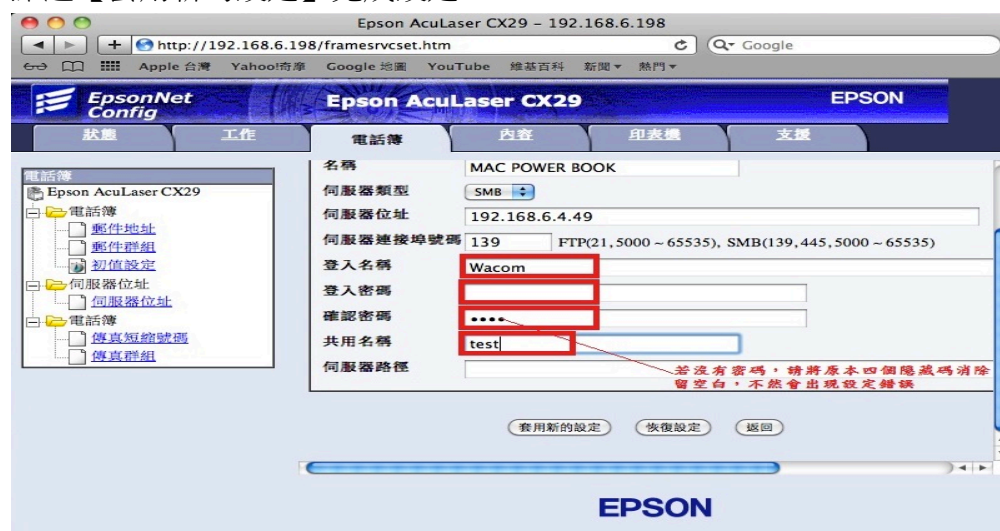 Epson AcuLaser CX29 – 192.168.6.198
http://192.168.6.198/framesrvcset.htm
Google
Apple 台灣 Yahoo!奇摩 Google 地圖 YouTube 維基百科 新聞 熱門
EpsonNet Config
Epson AcuLaser CX29
EPSON
狀態 工作 電話簿 內容 印表機 支援
電話簿
Epson AcuLaser CX29
電話簿
郵件地址
郵件群組
初值設定
伺服器位址
伺服器位址
電話簿
傳真短縮號碼
傳真群組
名稱 MAC POWER BOOK
伺服器類型 SMB
伺服器位址 192.168.6.4.49
伺服器連接埠號碼 139 FTP(21,5000～65535), SMB(139,445,5000～65535)
登入名稱 Wacom
登入密碼
確認密碼 ••••
共用名稱 test
伺服器路徑
若沒有密碼，請將原本四個隱藏碼消除
留空白，不然會出現設定錯誤
套用新的設定 恢復設定 返回
EPSON